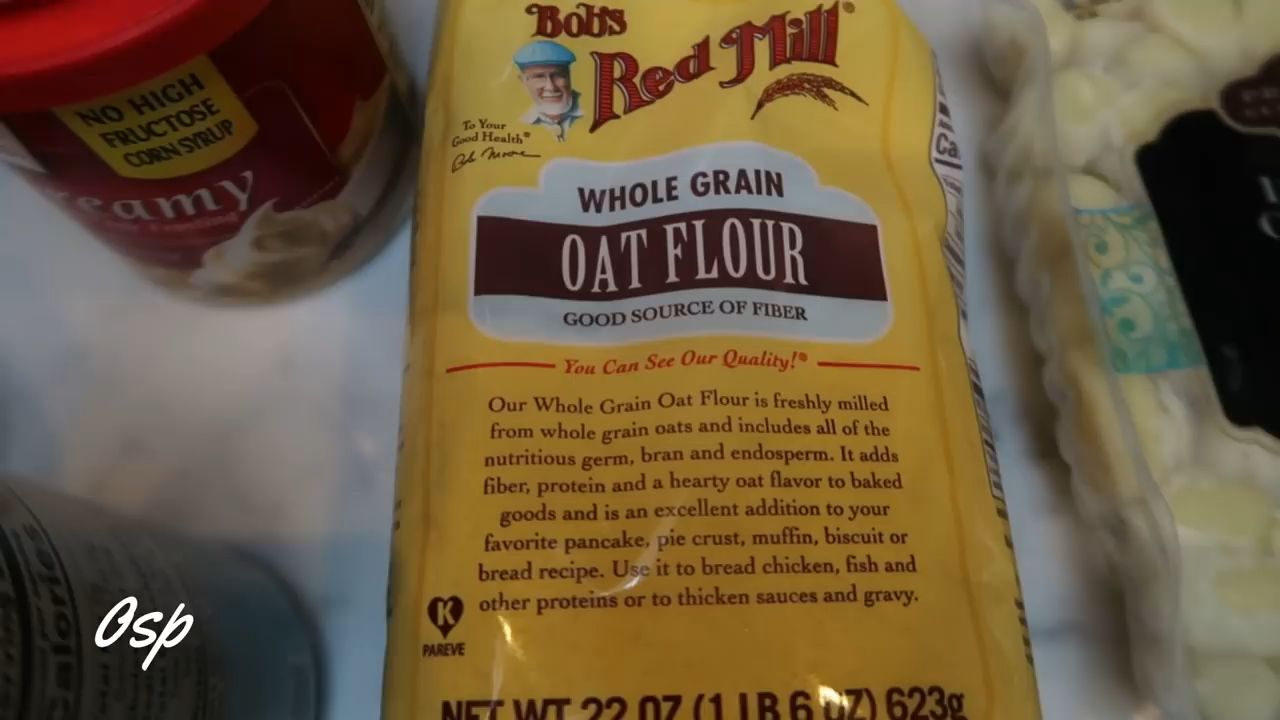 NO HIGH
FRUCTOSE
CORN SYRUP
eamy
Bob's
Red Mill®
To Your
Good Health®
Bob Moore
WHOLE GRAIN
OAT FLOUR
GOOD SOURCE OF FIBER
You Can See Our Quality!®
Our Whole Grain Oat Flour is freshly milled
from whole grain oats and includes all of the
nutritious germ, bran and endosperm. It adds
fiber, protein and a hearty oat flavor to baked
goods and is an excellent addition to your
favorite pancake, pie crust, muffin, biscuit or
bread recipe. Use it to bread chicken, fish and
other proteins or to thicken sauces and gravy.
K
PAREVE
NET WT 22 OZ (1 LB 6 OZ) 623g
Ca
Calories
Osp